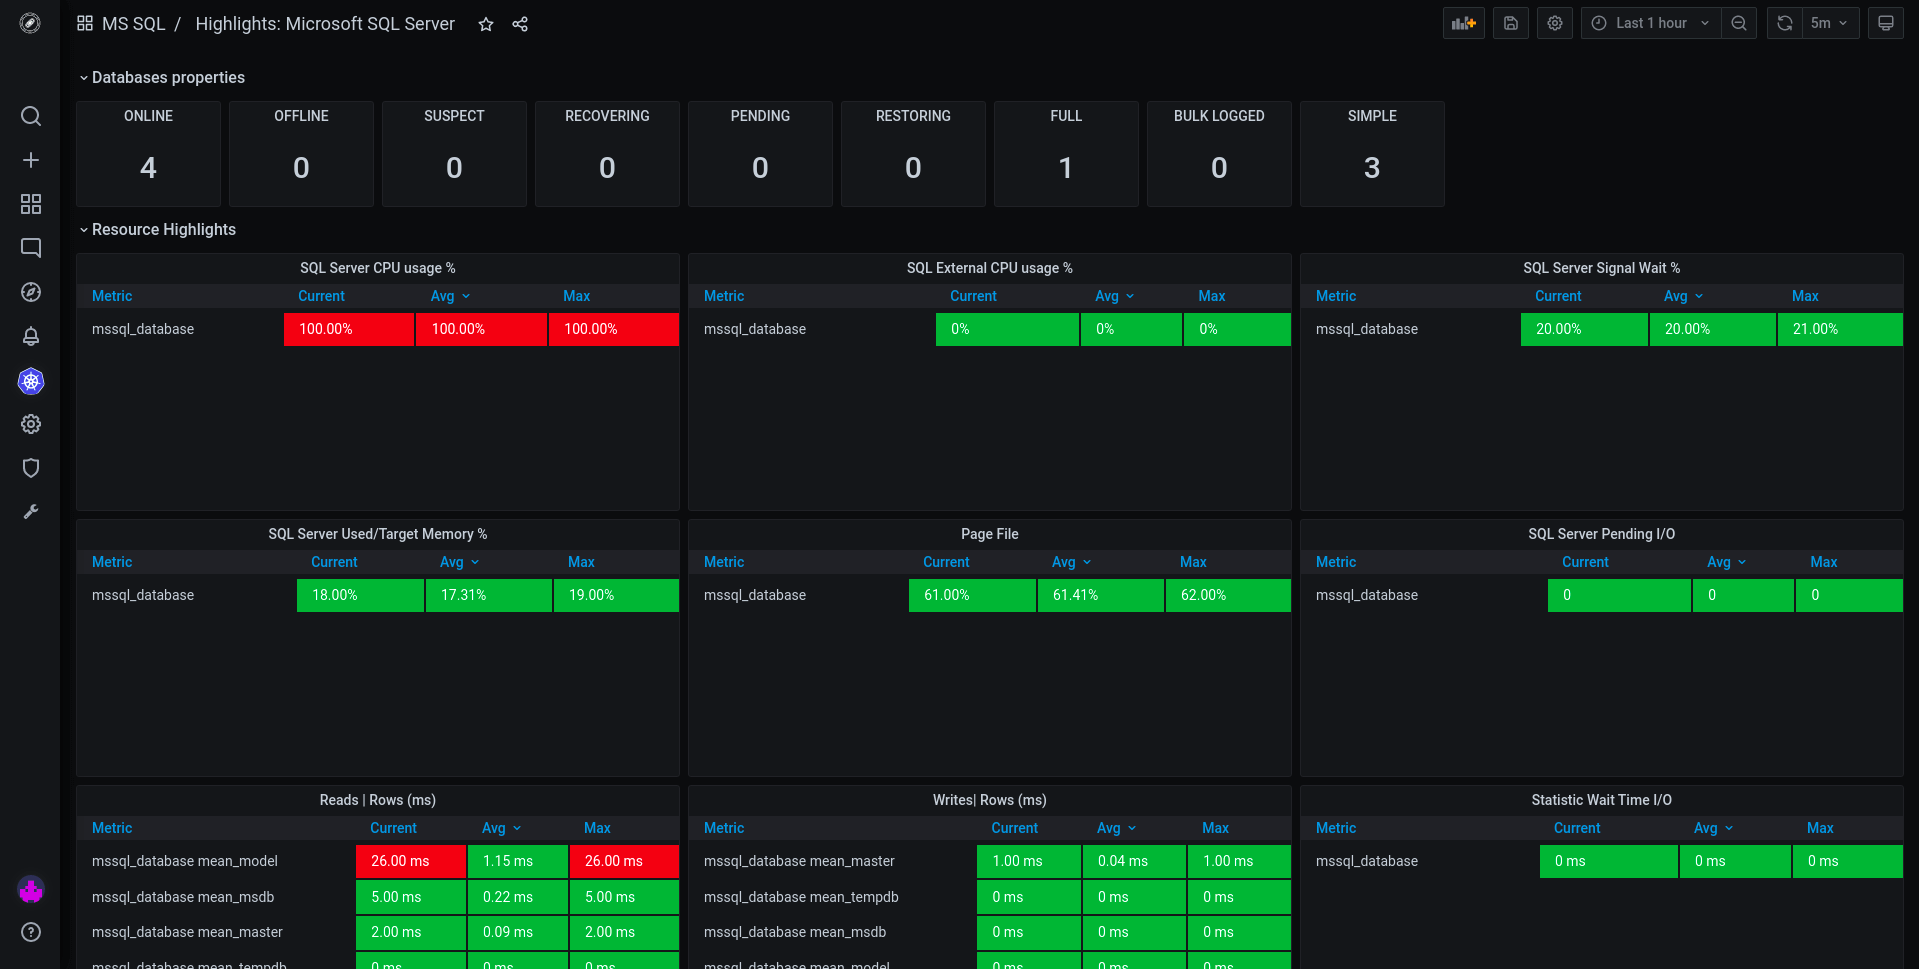 MS SQL / Highlights: Microsoft SQL Server
Last 1 hour
5m
Databases properties
ONLINE OFFLINE SUSPECT RECOVERING PENDING RESTORING FULL BULK LOGGED SIMPLE
4 0 0 0 0 0 1 0 3
Resource Highlights
SQL Server CPU usage %
Metric Current Avg Max
mssql_database 100.00% 100.00% 100.00%
SQL External CPU usage %
Metric Current Avg Max
mssql_database 0% 0% 0%
SQL Server Signal Wait %
Metric Current Avg Max
mssql_database 20.00% 20.00% 21.00%
SQL Server Used/Target Memory %
Metric Current Avg Max
mssql_database 18.00% 17.31% 19.00%
Page File
Metric Current Avg Max
mssql_database 61.00% 61.41% 62.00%
SQL Server Pending I/O
Metric Current Avg Max
mssql_database 0 0 0
Reads | Rows (ms)
Metric Current Avg Max
mssql_database mean_model 26.00 ms 1.15 ms 26.00 ms
mssql_database mean_msdb 5.00 ms 0.22 ms 5.00 ms
mssql_database mean_master 2.00 ms 0.09 ms 2.00 ms
mssql_database mean_tempdb 0 ms 0 ms 0 ms
Writes| Rows (ms)
Metric Current Avg Max
mssql_database mean_master 1.00 ms 0.04 ms 1.00 ms
mssql_database mean_tempdb 0 ms 0 ms 0 ms
mssql_database mean_msdb 0 ms 0 ms 0 ms
mssql_database mean_model 0 ms 0 ms 0 ms
Statistic Wait Time I/O
Metric Current Avg Max
mssql_database 0 ms 0 ms 0 ms